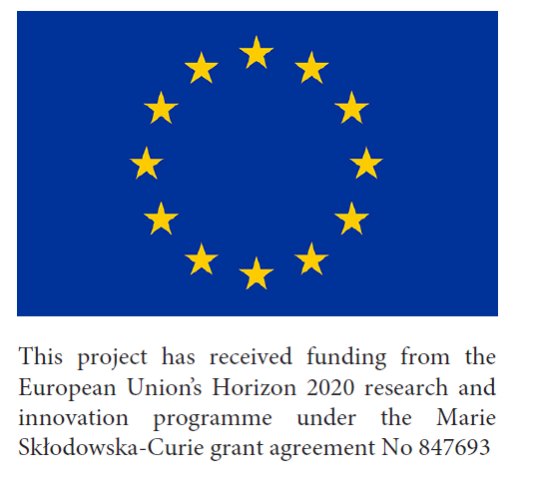 This project has received funding from the
European Union’s Horizon 2020 research and
innovation programme under the Marie
Skłodowska-Curie grant agreement No 847693